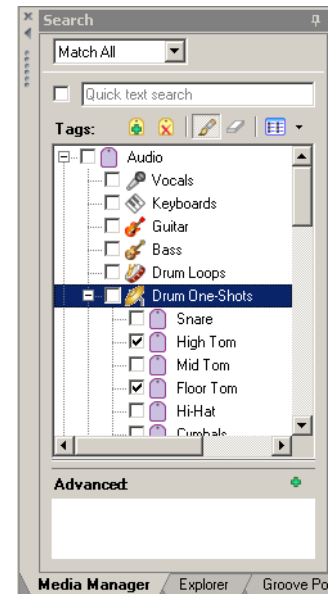 Search
Match All
Quick text search
Tags:
Audio
Vocals
Keyboards
Guitar
Bass
Drum Loops
Drum One-Shots
Snare
High Tom
Mid Tom
Floor Tom
Hi-Hat
Cymbals
Advanced
Media Manager
Explorer
Groove Po